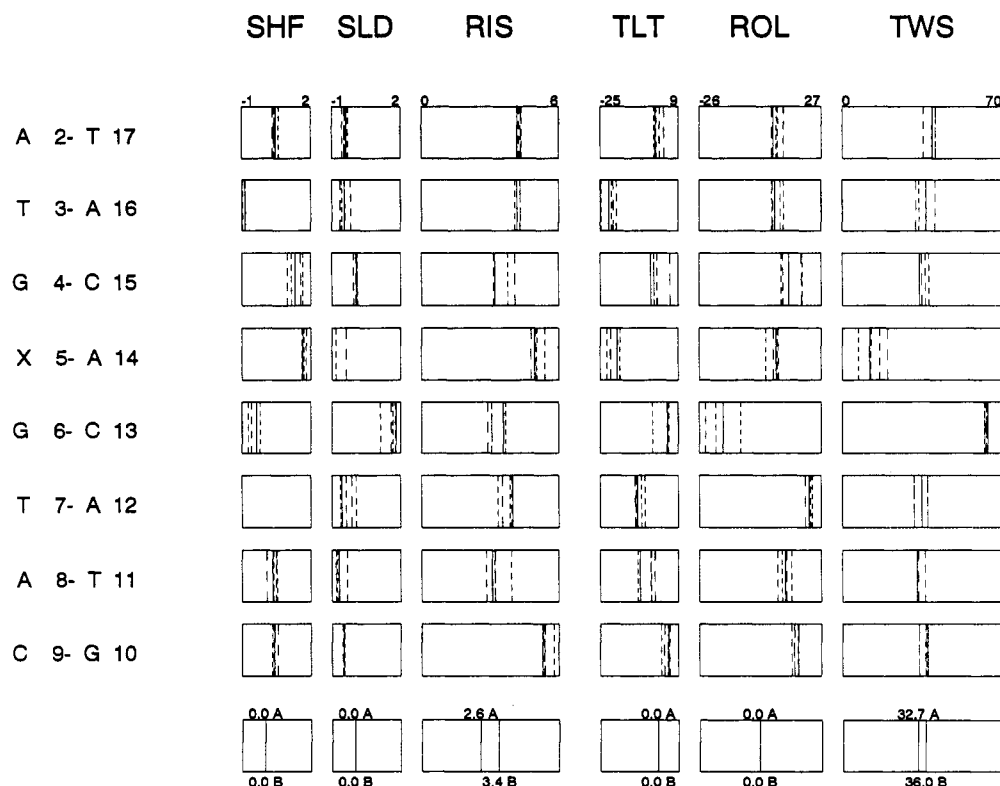 SHF SLD RIS TLT ROL TWS
-1 2 -1 2 0 6 -25 9 -26 27 0 70
A 2- T 17
T 3- A 16
G 4- C 15
X 5- A 14
G 6- C 13
T 7- A 12
A 8- T 11
C 9- G 10
0.0 A 0.0 A 2.6 A 0.0 A 0.0 A 32.7 A
0.0 B 0.0 B 3.4 B 0.0 B 0.0 B 36.0 B